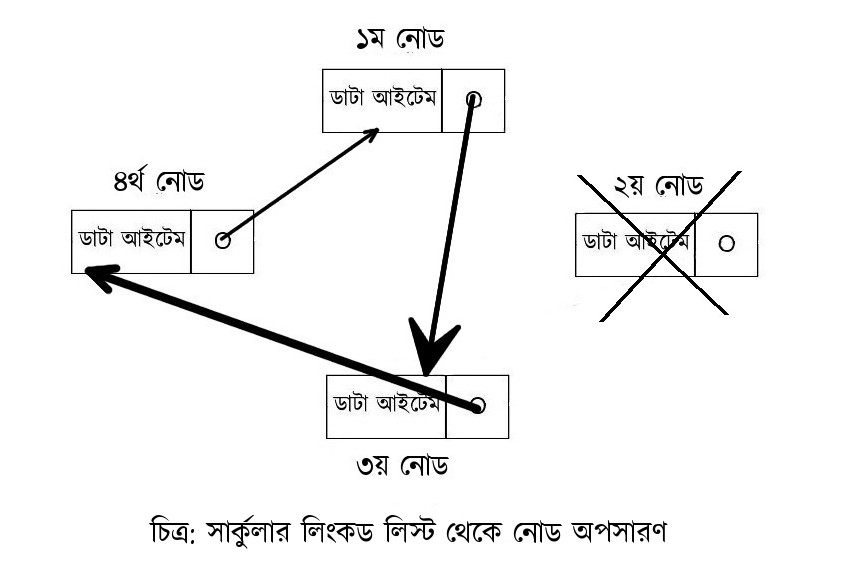 ১ম নোড
ডাটা আইটেম
৪র্থ নোড
ডাটা আইটেম
২য় নোড
ডাটা আইটেম
ডাটা আইটেম
৩য় নোড
চিত্র: সার্কুলার লিংকড লিস্ট থেকে নোড অপসারণ